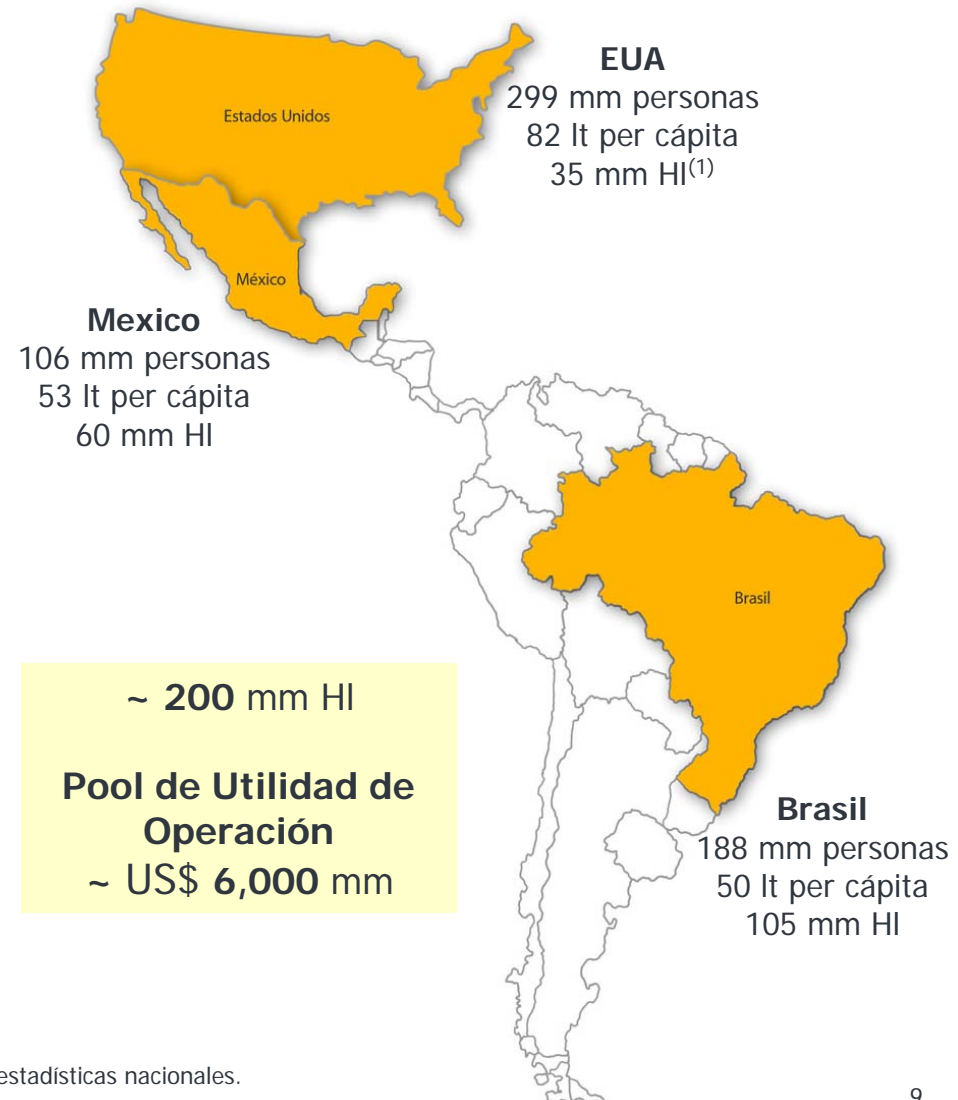 EUA
299 mm personas
82 lt per cápita
35 mm Hl(1)
Estados Unidos
México
Mexico
106 mm personas
53 lt per cápita
60 mm Hl
Brasil
~ 200 mm Hl
Pool de Utilidad de
Operación
~ US$ 6,000 mm
Brasil
188 mm personas
50 lt per cápita
105 mm Hl
estadísticas nacionales.
9